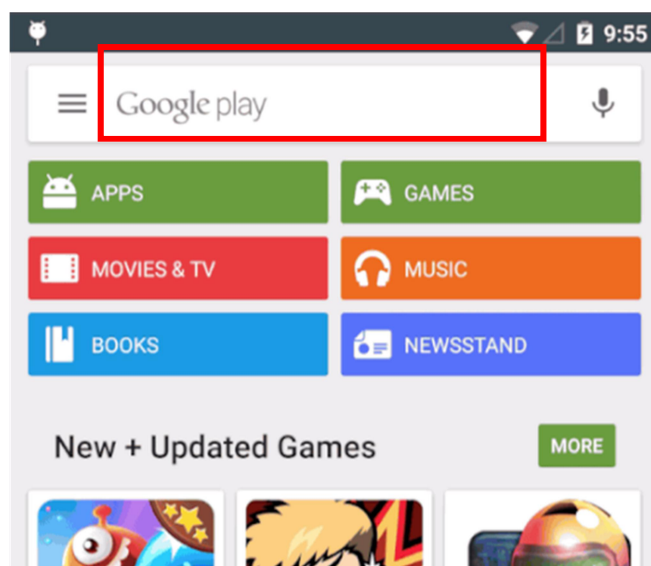 9:55
Google play
APPS
GAMES
MOVIES & TV
MUSIC
BOOKS
NEWSSTAND
New + Updated Games
MORE